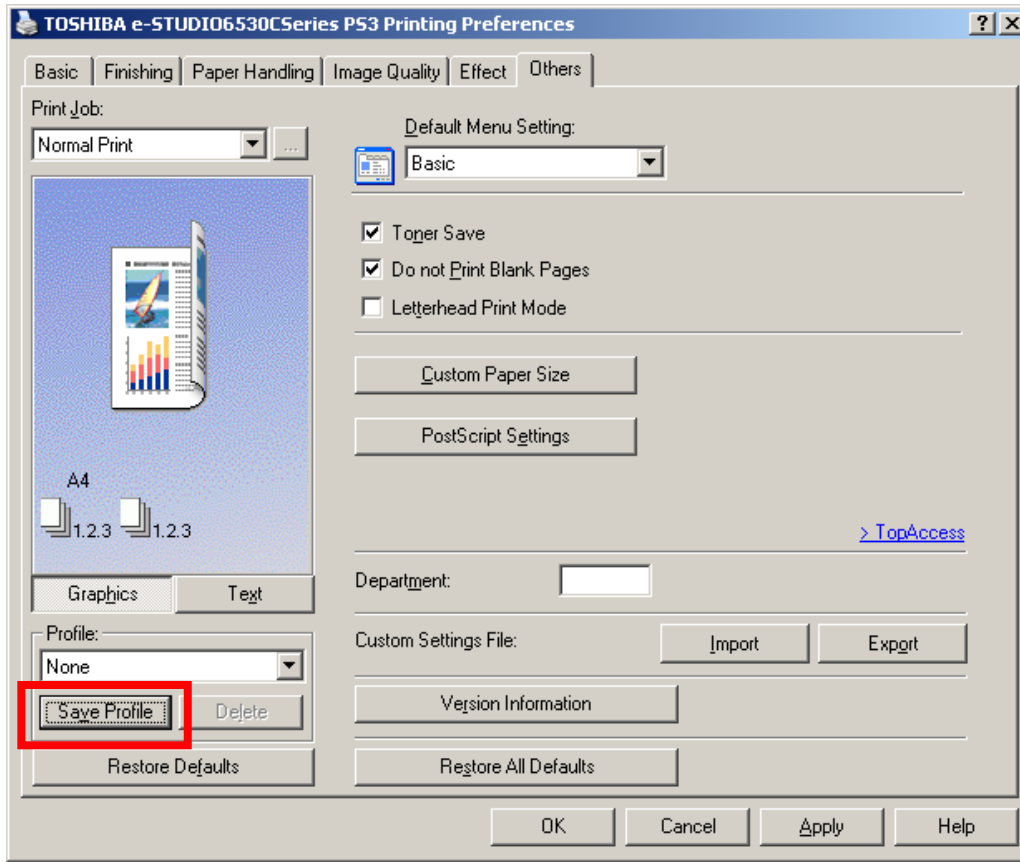 TOSHIBA e-STUDIO6530CSeries PS3 Printing Preferences
Basic Finishing Paper Handling Image Quality Effect Others
Print Job:
Normal Print
...
Default Menu Setting:
Basic
Toner Save
Do not Print Blank Pages
Letterhead Print Mode
Custom Paper Size
PostScript Settings
A4
1.2.3 1.2.3
> TopAccess
Graphics Text
Department:
Profile:
None
Custom Settings File: Import Export
Save Profile Delete
Version Information
Restore Defaults
Restore All Defaults
OK Cancel Apply Help